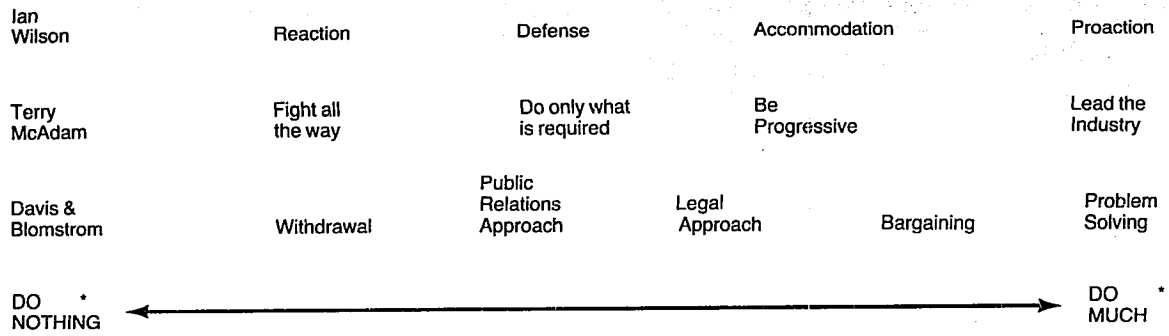 Ian
Wilson
Reaction
Defense
Accommodation
Proaction
Terry
McAdam
Fight all
the way
Do only what
is required
Be
Progressive
Lead the
Industry
Davis &
Blomstrom
Withdrawal
Public
Relations
Approach
Legal
Approach
Bargaining
Problem
Solving
DO *
NOTHING
DO *
MUCH